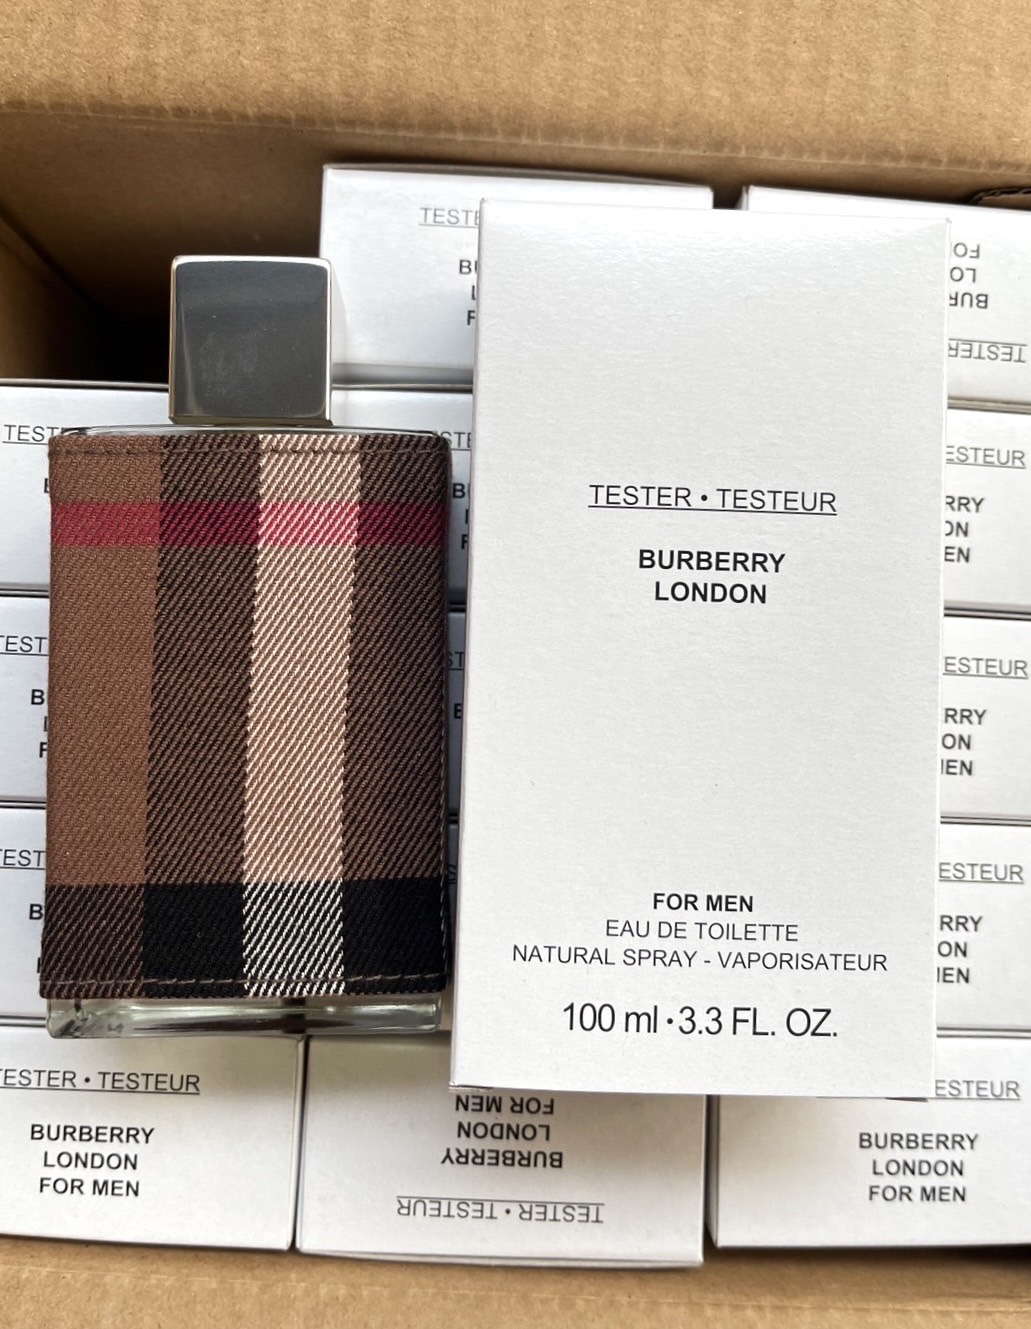 TESTER • TESTEUR
BURBERRY
LONDON
FOR MEN
EAU DE TOILETTE
NATURAL SPRAY - VAPORISATEUR
100 ml • 3.3 FL. OZ.
TESTER • TESTEUR
BURBERRY
LONDON
FOR MEN
TESTER • TESTEUR
BURBERRY
LONDON
FOR MEN
TESTEUR
BURBERRY
LONDON
FOR MEN